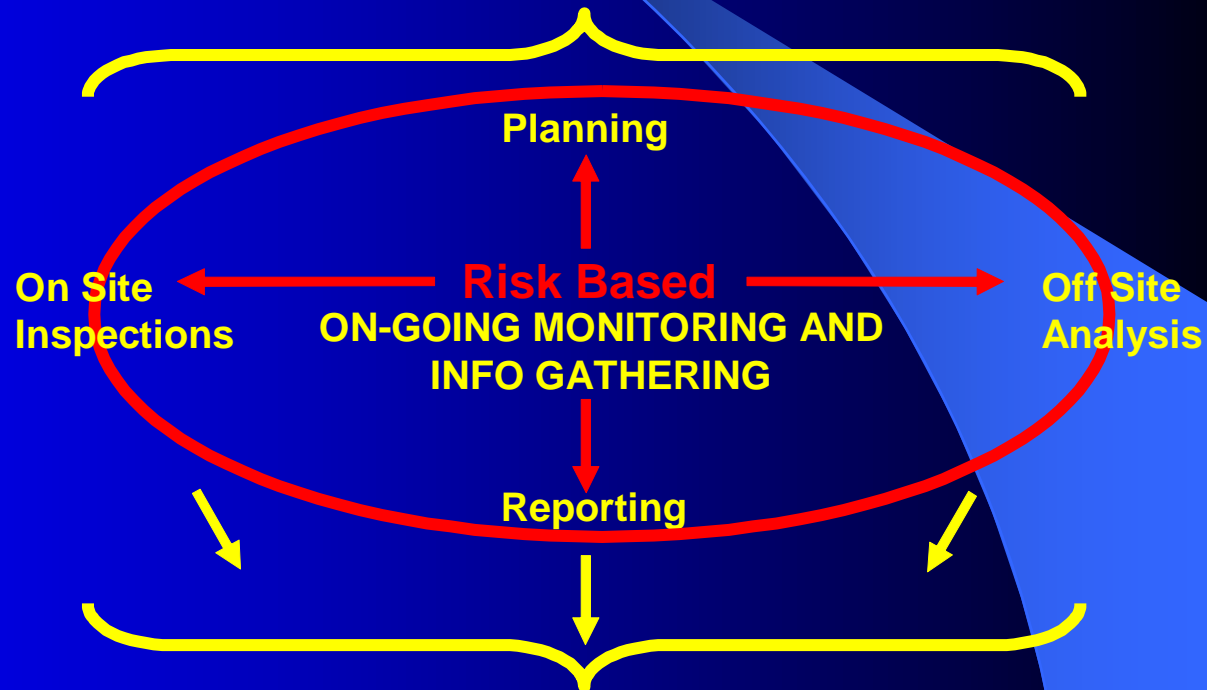 Planning
On Site
Inspections
Risk Based
ON-GOING MONITORING AND
INFO GATHERING
Off Site
Analysis
Reporting